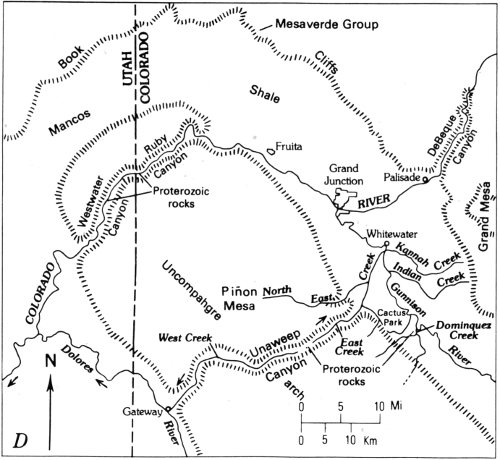 Mesaverde Group
Book
UTAH
COLORADO
Cliffs
Shale
Mancos
DeBeque
Canyon
Ruby
Canyon
Fruita
Grand
Junction
Palisade
RIVER
Westwater
Canyon
Proterozoic
rocks
Grand Mesa
Whitewater
Kannah
Creek
Indian
Creek
COLORADO
Uncompahgre
Piñon
Mesa
North
East
Creek
Gunnison
Cactus
Park
Dominquez
Creek
West Creek
Unaweep
East
Creek
River
N
Dolores
Canyon
arch
Proterozoic
rocks
Gateway
River
0 5 10 Mi
0 5 10 Km
D